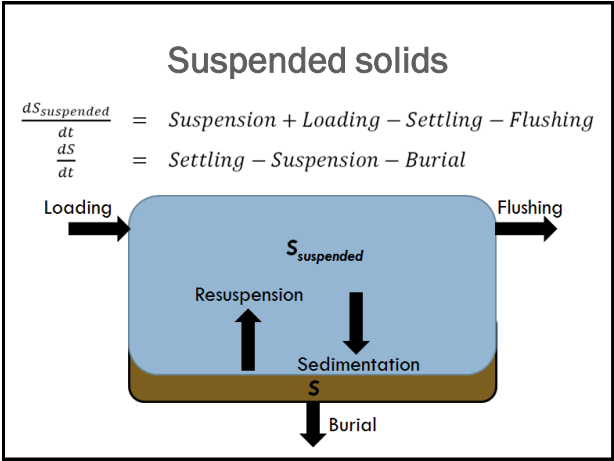 Suspended solids
dS_suspended/dt = Suspension + Loading − Settling − Flushing
dS/dt = Settling − Suspension − Burial
Loading
Flushing
S_suspended
Resuspension
Sedimentation
S
Burial